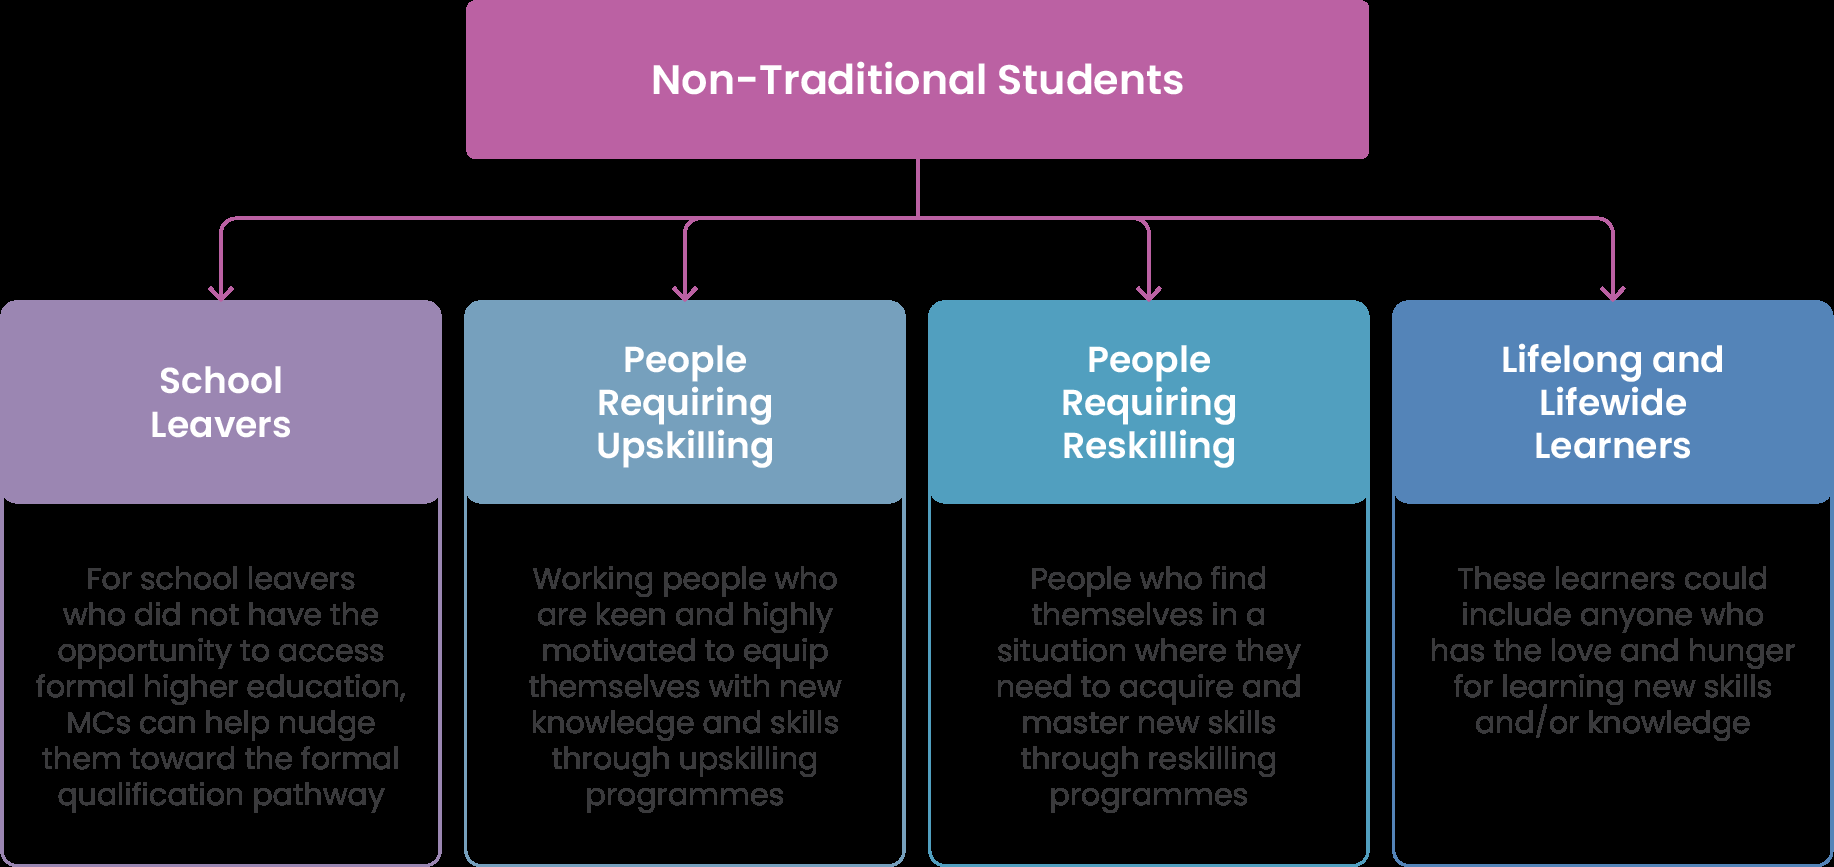 Non-Traditional Students
School
Leavers
For school leavers
who did not have the
opportunity to access
formal higher education,
MCs can help nudge
them toward the formal
qualification pathway
People
Requiring
Upskilling
Working people who
are keen and highly
motivated to equip
themselves with new
knowledge and skills
through upskilling
programmes
People
Requiring
Reskilling
People who find
themselves in a
situation where they
need to acquire and
master new skills
through reskilling
programmes
Lifelong and
Lifewide
Learners
These learners could
include anyone who
has the love and hunger
for learning new skills
and/or knowledge